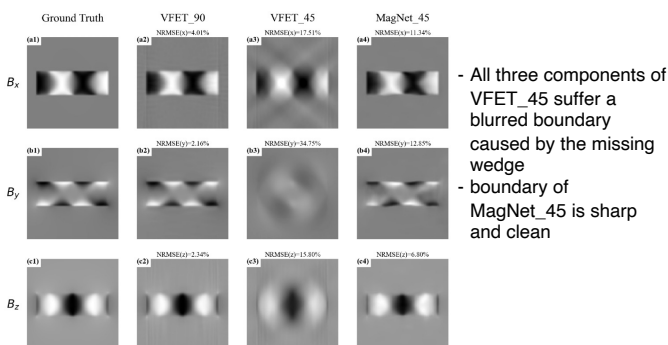 Ground Truth VFET_90 VFET_45 MagNet_45
NRMSE(x)=4.01% NRMSE(x)=17.51% NRMSE(x)=11.34%
(a1) (a2) (a3) (a4)
Bx
NRMSE(y)=2.16% NRMSE(y)=34.75% NRMSE(y)=12.85%
(b1) (b2) (b3) (b4)
By
NRMSE(z)=2.34% NRMSE(z)=15.80% NRMSE(z)=6.80%
(c1) (c2) (c3) (c4)
Bz
- All three components of
VFET_45 suffer a
blurred boundary
caused by the missing
wedge
- boundary of
MagNet_45 is sharp
and clean